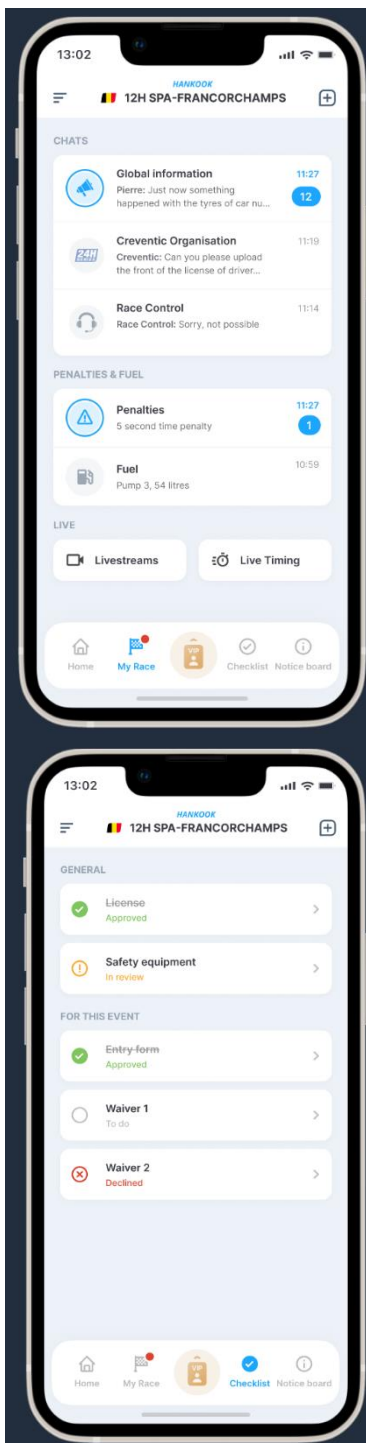 13:02
HANKOOK
12H SPA-FRANCORCHAMPS
CHATS
Global information 11:27
Pierre: Just now something
happened with the tyres of car nu... 12
Creventic Organisation 11:19
Creventic: Can you please upload
the front of the license of driver...
24H
Race Control 11:14
Race Control: Sorry, not possible
PENALTIES & FUEL
Penalties 11:27
5 second time penalty 1
Fuel 10:59
Pump 3, 54 litres
LIVE
Livestreams Live Timing
VIP
Home My Race Checklist Notice board
13:02
HANKOOK
12H SPA-FRANCORCHAMPS
GENERAL
License
Approved
Safety equipment
In review
FOR THIS EVENT
Entry form
Approved
Waiver 1
To do
Waiver 2
Declined
VIP
Home My Race Checklist Notice board